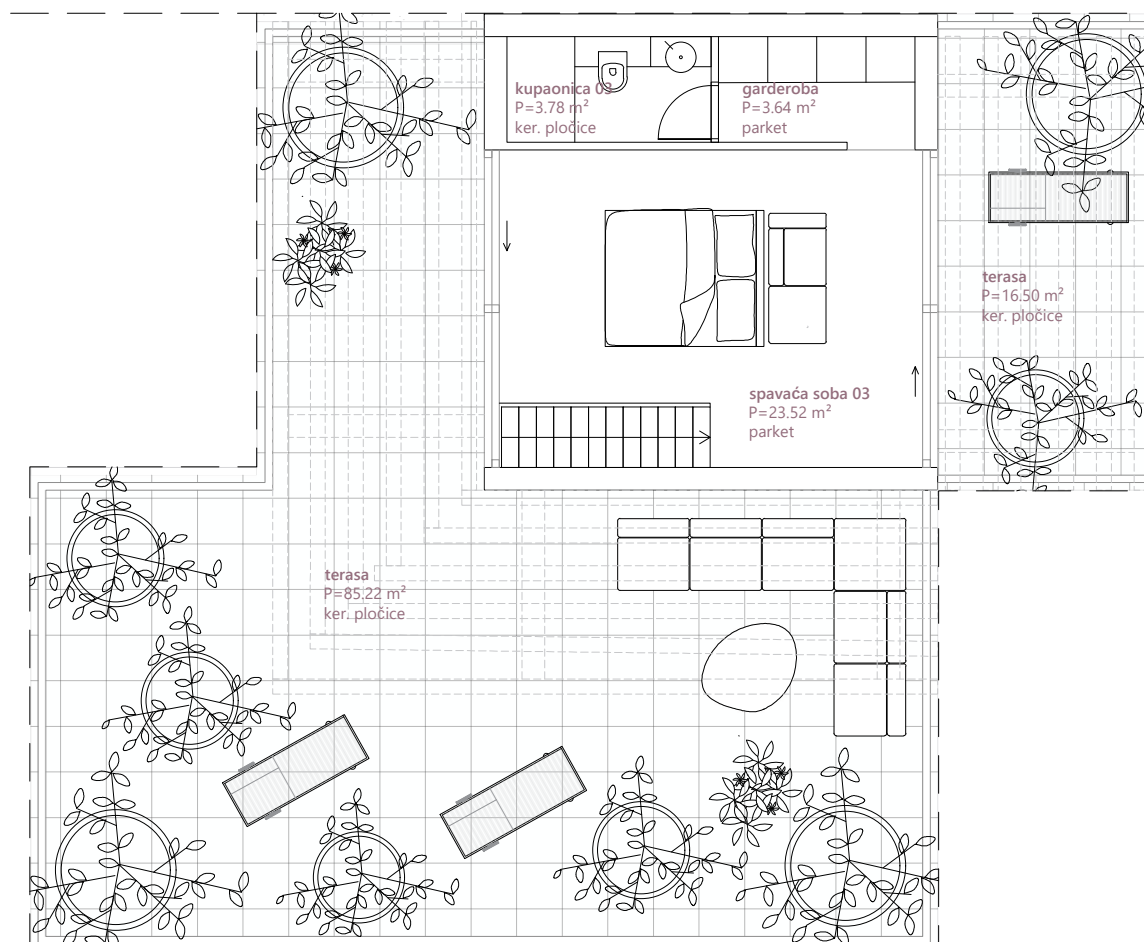 kupaonica 03
P=3.78 m²
ker. pločice
garderoba
P=3.64 m²
parket
terasa
P=16.50 m²
ker. pločice
spavaća soba 03
P=23.52 m²
parket
terasa
P=85.22 m²
ker. pločice